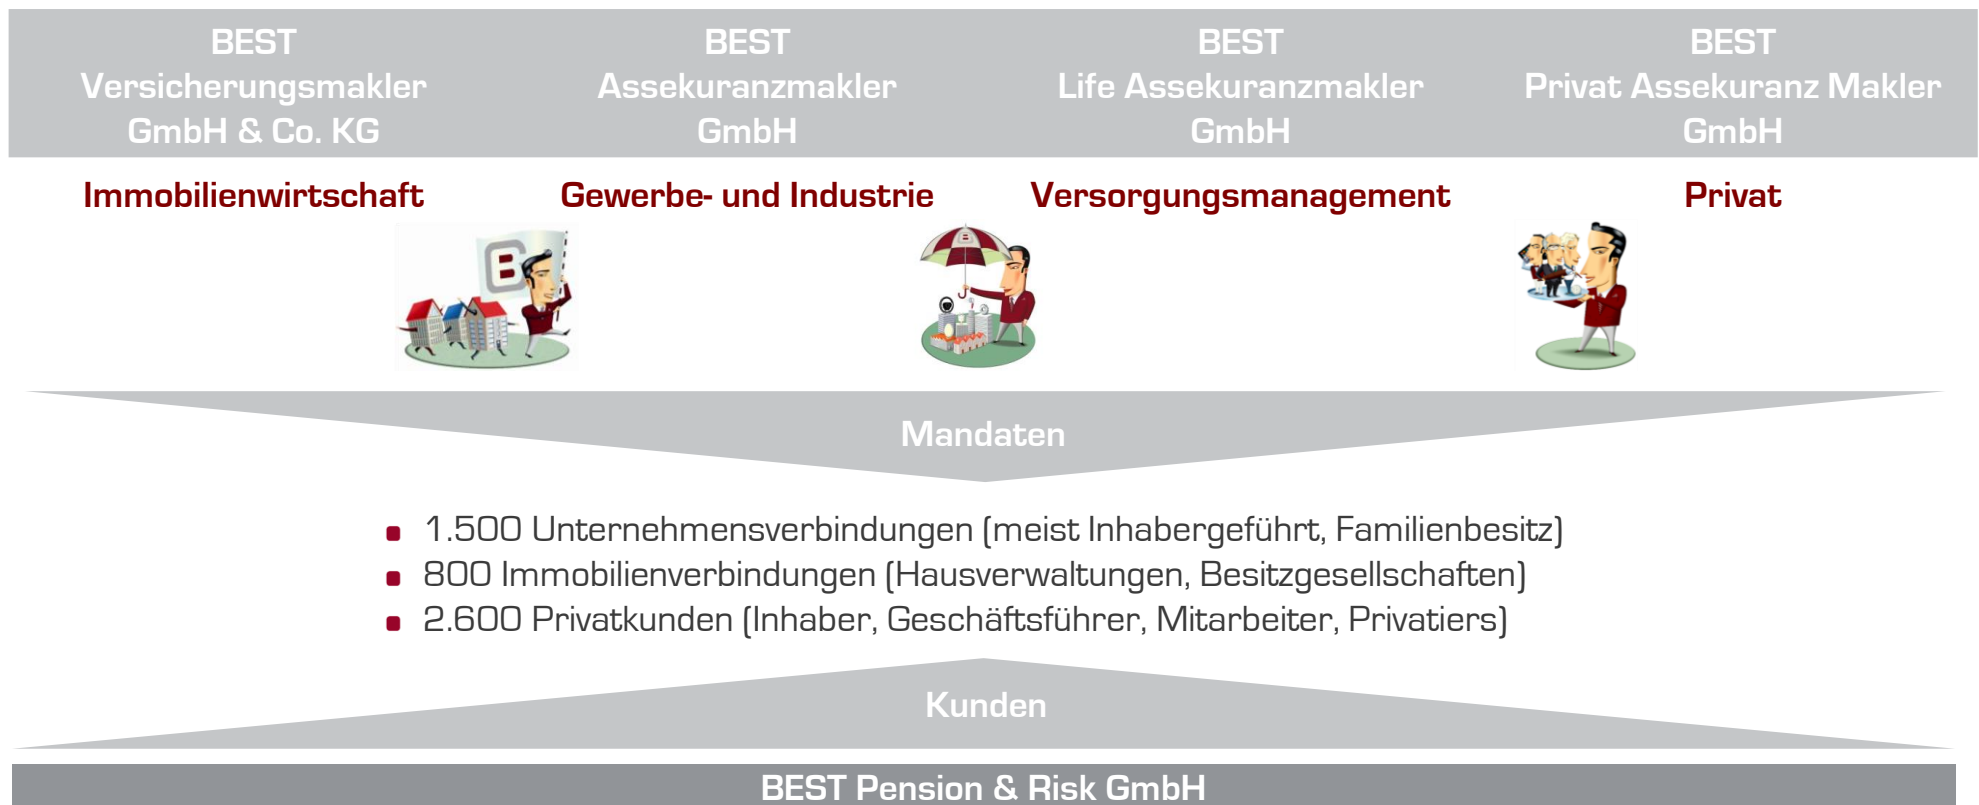 BEST
Versicherungsmakler
GmbH & Co. KG
BEST
Assekuranzmakler
GmbH
BEST
Life Assekuranzmakler
GmbH
BEST
Privat Assekuranz Makler
GmbH
Immobilienwirtschaft
Gewerbe- und Industrie
Versorgungsmanagement
Privat
B
B
Mandaten
1.500 Unternehmensverbindungen (meist Inhabergeführt, Familienbesitz)
800 Immobilienverbindungen (Hausverwaltungen, Besitzgesellschaften)
2.600 Privatkunden (Inhaber, Geschäftsführer, Mitarbeiter, Privatiers)
Kunden
BEST Pension & Risk GmbH